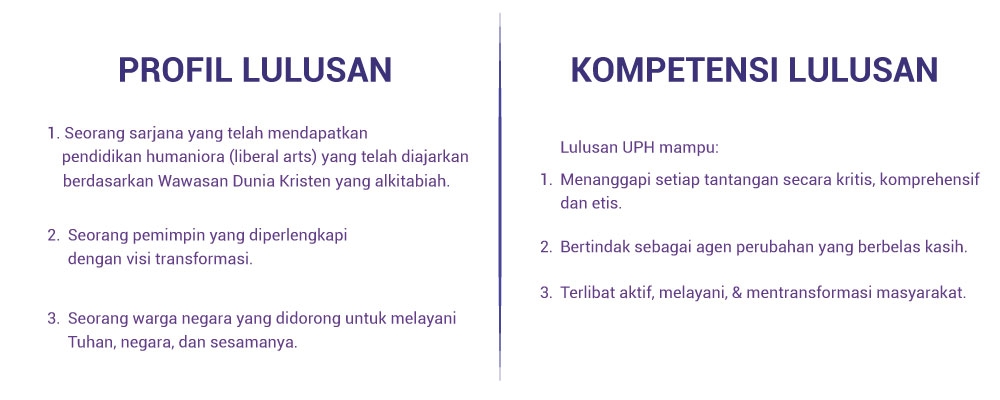 PROFIL LULUSAN
1. Seorang sarjana yang telah mendapatkan
pendidikan humaniora (liberal arts) yang telah diajarkan
berdasarkan Wawasan Dunia Kristen yang alkitabiah.
2. Seorang pemimpin yang diperlengkapi
dengan visi transformasi.
3. Seorang warga negara yang didorong untuk melayani
Tuhan, negara, dan sesamanya.
KOMPETENSI LULUSAN
Lulusan UPH mampu:
1. Menanggapi setiap tantangan secara kritis, komprehensif
dan etis.
2. Bertindak sebagai agen perubahan yang berbelas kasih.
3. Terlibat aktif, melayani, & mentransformasi masyarakat.